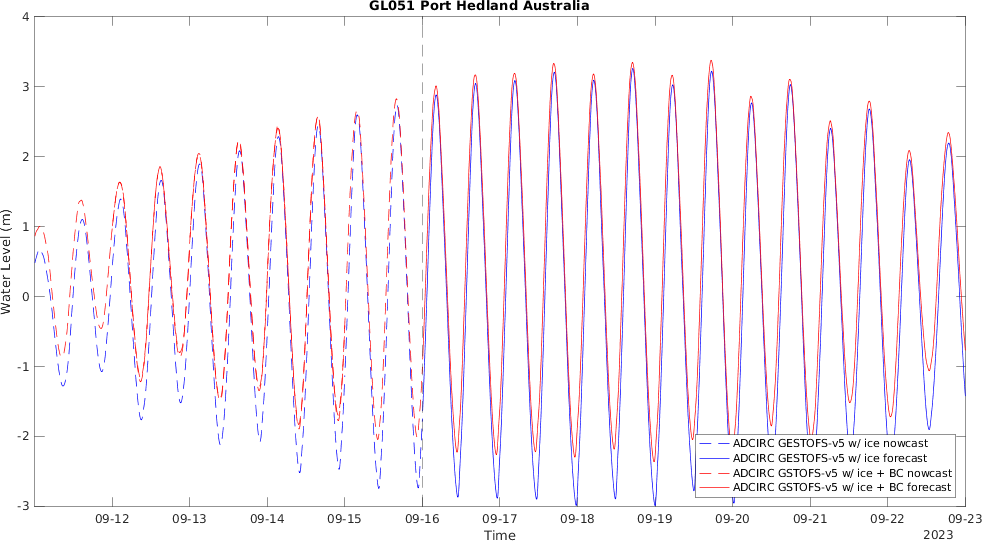 GL051 Port Hedland Australia
4
3
2
1
0
-1
-2
-3
Water Level (m)
09-12 09-13 09-14 09-15 09-16 09-17 09-18 09-19 09-20 09-21 09-22 09-23
Time
2023
ADCIRC GESTOFS-v5 w/ ice nowcast
ADCIRC GESTOFS-v5 w/ ice forecast
ADCIRC GSTOFS-v5 w/ ice + BC nowcast
ADCIRC GSTOFS-v5 w/ ice + BC forecast